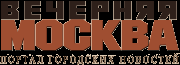 ВЕЧЕРНЯЯ
МОСКВА
ПОРТАЛ ГОРОДСКИХ НОВОСТЕЙ